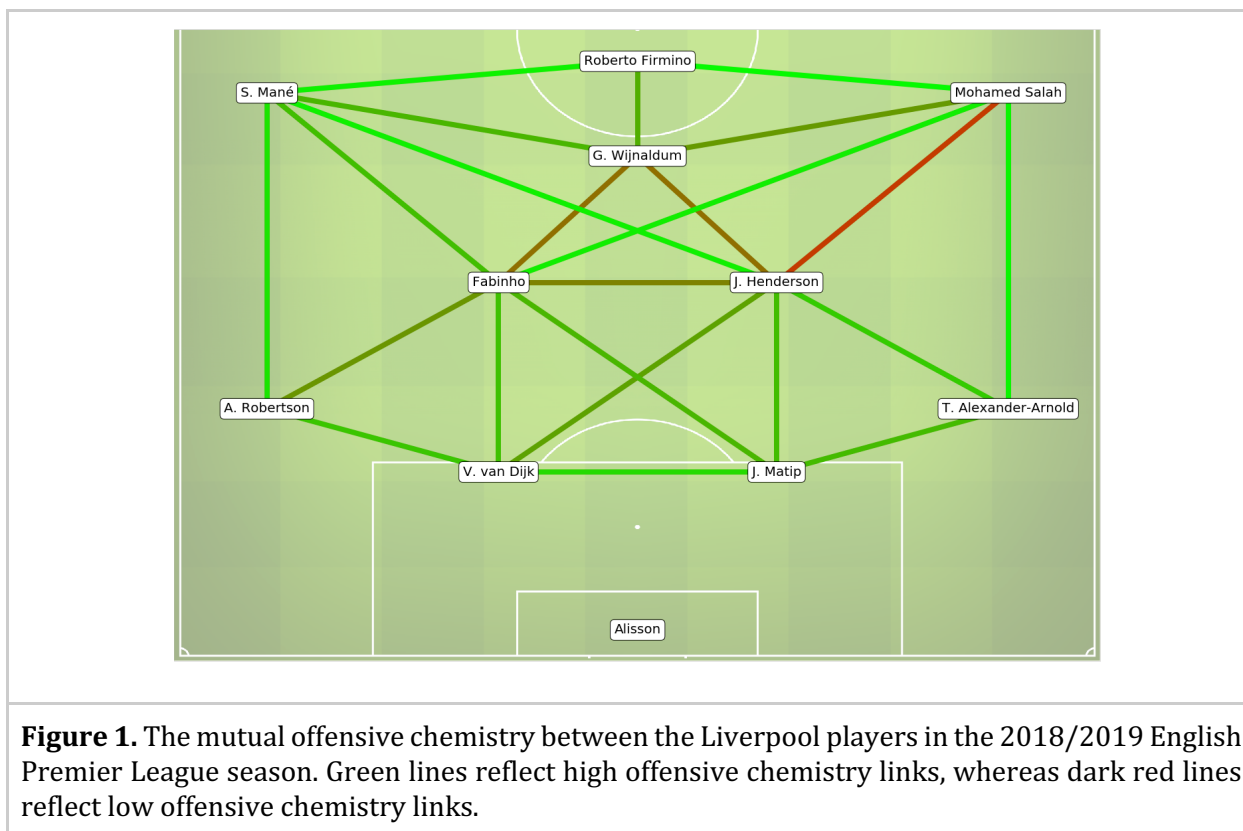 Roberto Firmino
S. Mané
Mohamed Salah
G. Wijnaldum
Fabinho
J. Henderson
A. Robertson
T. Alexander-Arnold
V. van Dijk
J. Matip
Alisson
Figure 1. The mutual offensive chemistry between the Liverpool players in the 2018/2019 English
Premier League season. Green lines reflect high offensive chemistry links, whereas dark red lines
reflect low offensive chemistry links.